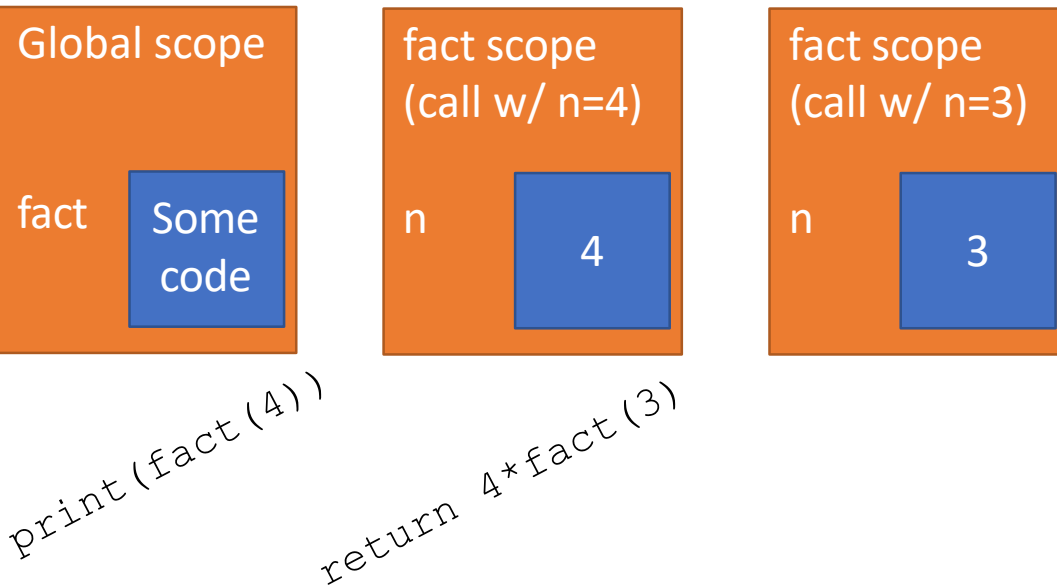 Global scope
fact
Some
code
fact scope
(call w/ n=4)
n
4
fact scope
(call w/ n=3)
n
3
print(fact(4))
return 4*fact(3)